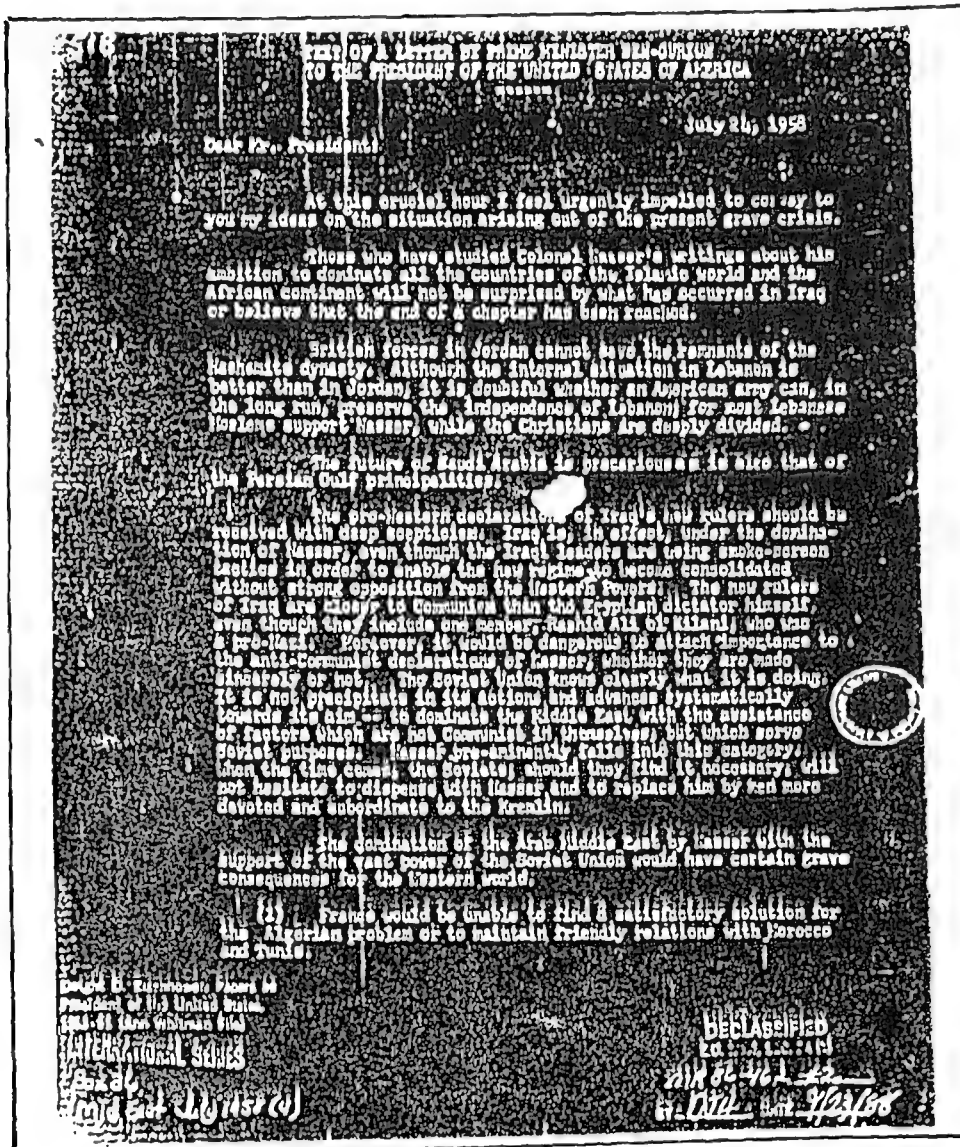 TEXT OF A LETTER BY PRIME MINISTER BEN-GURION
TO THE PRESIDENT OF THE UNITED STATES OF AMERICA
July 24, 1958
Dear Mr. President:
At this crucial hour I feel urgently impelled to convey to
you my ideas on the situation arising out of the present grave crisis.
Those who have studied Colonel Nasser's writings about his
ambition to dominate all the countries of the Islamic world and the
African continent will not be surprised by what has occurred in Iraq
or believe that the end of a chapter has been reached.
British forces in Jordan cannot save the remnants of the
Hashemite dynasty. Although the internal situation in Lebanon is
better than in Jordan, it is doubtful whether an American army can, in
the long run, preserve the independence of Lebanon, for most Lebanese
Moslems support Nasser, while the Christians are deeply divided.
The future of Saudi Arabia is precarious as is also that of
the Persian Gulf principalities.
The pro-Western of Iraq's new rulers should be
received with deep scepticism. Iraq is, in effect, under the domina-
tion of Nasser, even though the Iraqi leaders are using smoke-screen
tactics in order to enable the new regime to become consolidated
without strong opposition from the Western Powers. The new rulers
of Iraq are closer to Communism than the Egyptian dictator himself,
even though they include one member, Rashid Ali el Kilani, who was
a pro-Nazi. Moreover, it would be dangerous to attach importance to
the anti-Communist declarations of Nasser, whether they are made
sincerely or not. The Soviet Union knows clearly what it is doing;
it is not precipitate in its actions and advances systematically
towards its aim - to dominate the Middle East with the assistance
of factors which are not Communist in themselves, but which serve
Soviet purposes. Nasser preeminently falls into this category.
When the time comes, the Soviets, should they find it necessary, will
not hesitate to dispense with Nasser and to replace him by men more
devoted and subordinate to the Kremlin.
The domination of the Arab Middle East by Nasser with the
support of the vast power of the Soviet Union would have certain grave
consequences for the Western world.
(1) France would be unable to find a satisfactory solution for
the Algerian problem or to maintain friendly relations with Morocco
and Tunis.
Dwight D. Eisenhower: Papers as
President of the United States,
1953-61 (Ann Whitman File)
INTERNATIONAL SERIES
Box 36
Mid East July 1958 (4)
DECLASSIFIED
MR 86-462 #2